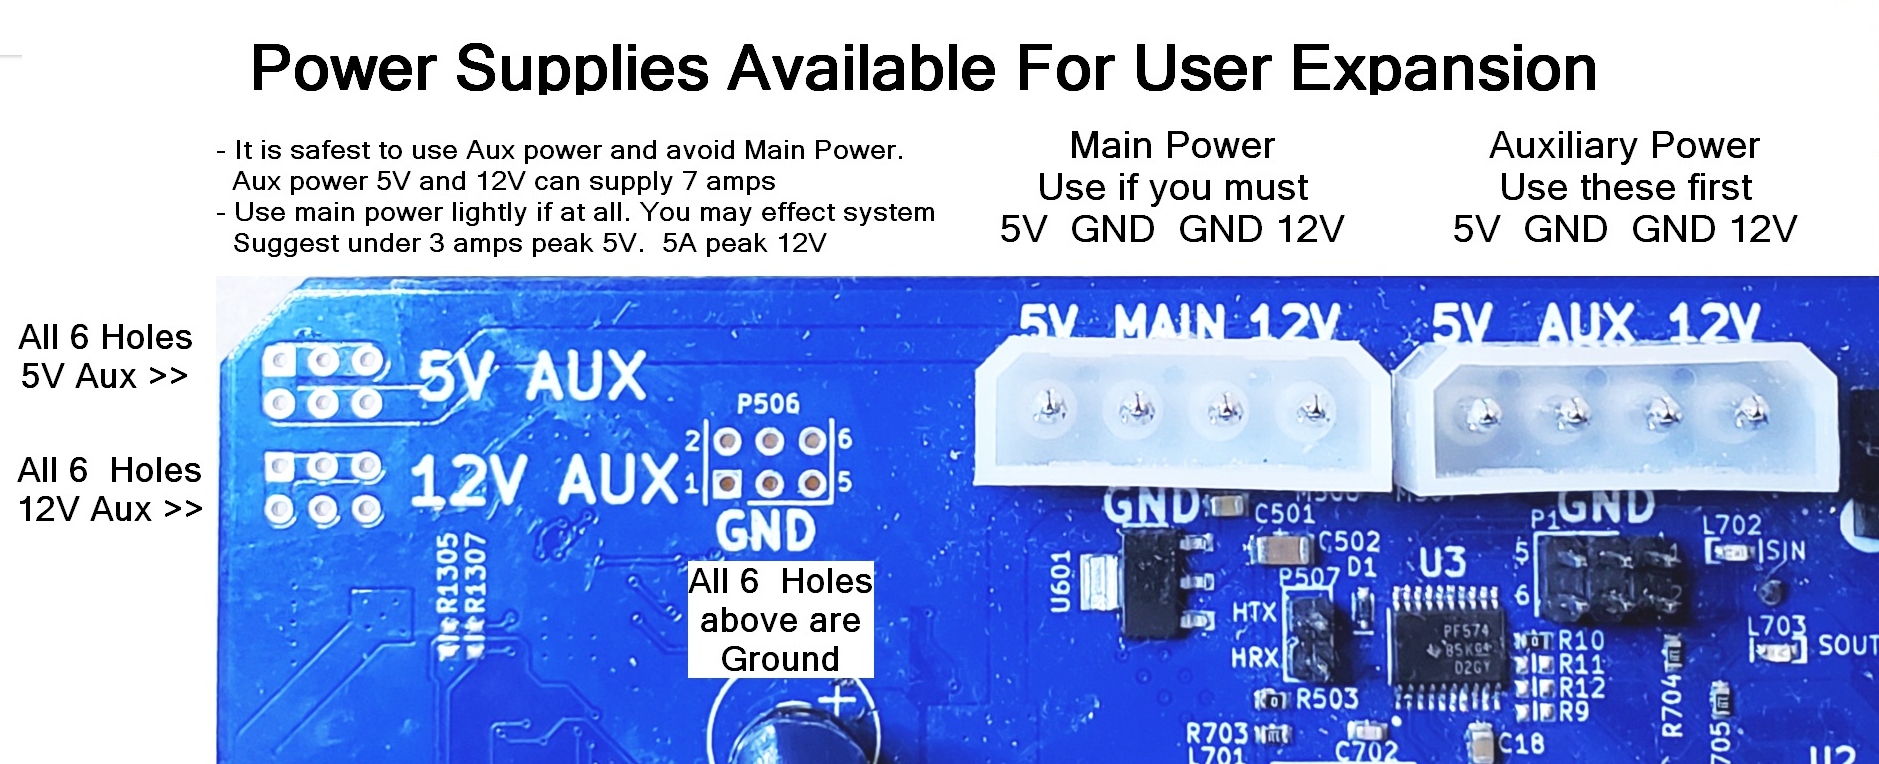 Power Supplies Available For User Expansion
- It is safest to use Aux power and avoid Main Power.
Aux power 5V and 12V can supply 7 amps
- Use main power lightly if at all. You may effect system
Suggest under 3 amps peak 5V.  5A peak 12V
Main Power
Use if you must
5V  GND  GND 12V
Auxiliary Power
Use these first
5V  GND  GND 12V
All 6 Holes
5V Aux >>
All 6  Holes
12V Aux >>
5V AUX
12V AUX
P506
2 6
1 5
GND
All 6  Holes
above are
Ground
R1305
R1307
5V MAIN 12V
GND
5V AUX 12V
GND
C501
C502
D1
U601
P507
HTX
HRX
R503
R703
L701
C702
U3
PF574
85KG4
D2GY
P1
5 1
6 2
R10
R11
R12
R9
C18
L702
SIN
L703
SOUT
R704
705
U2